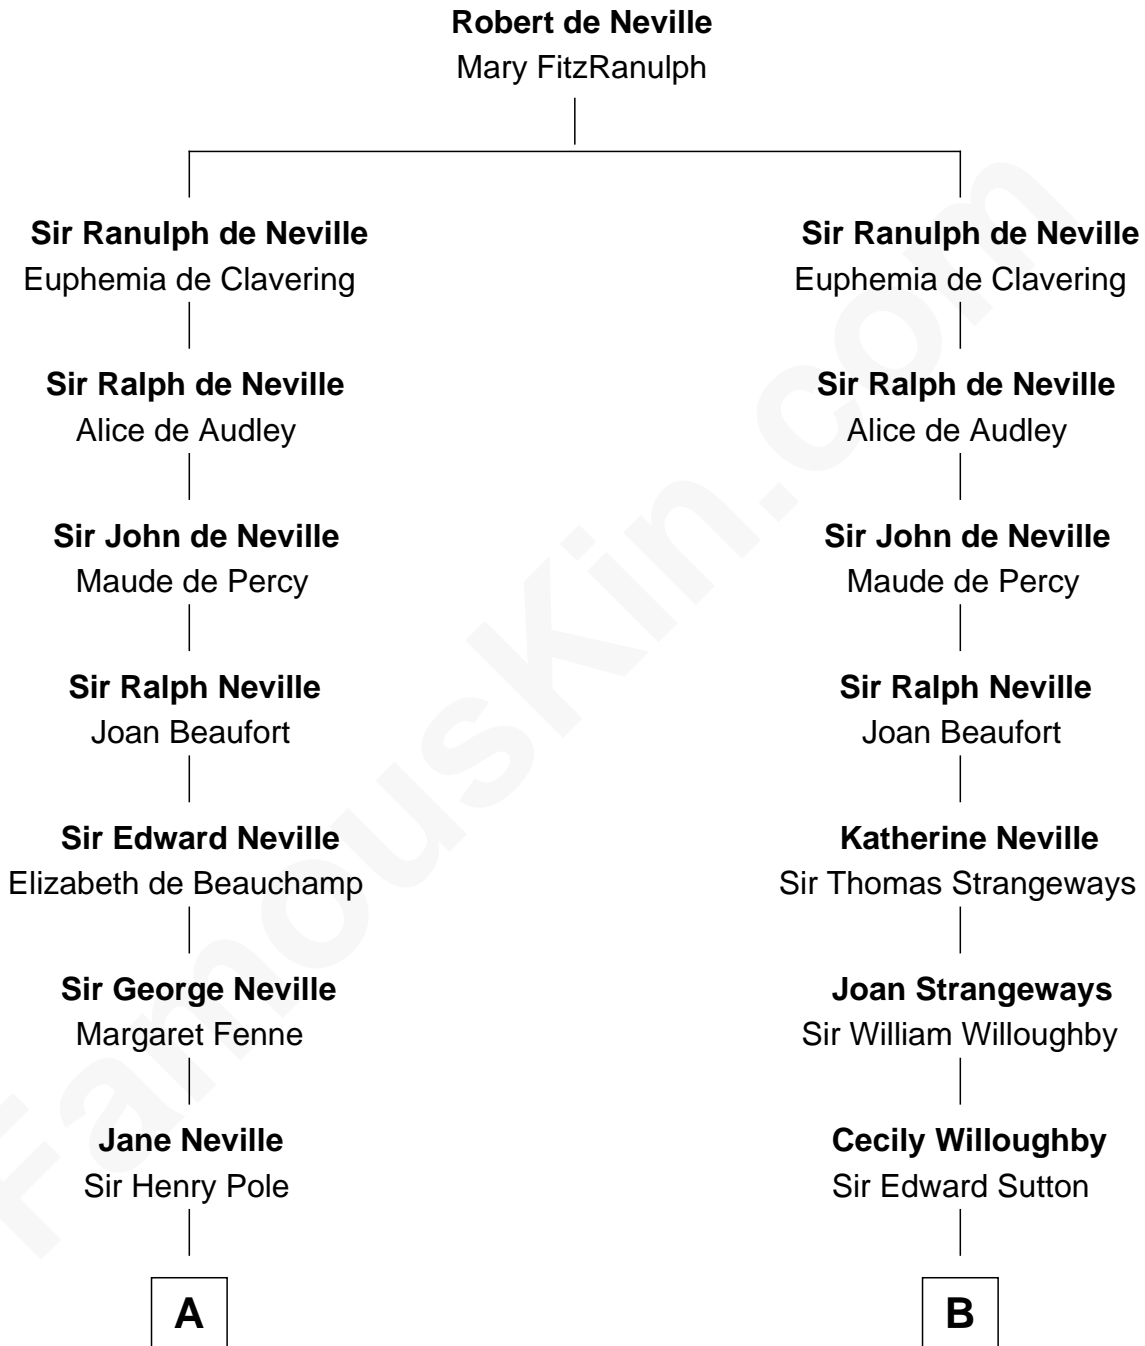 Robert de Neville
Mary FitzRanulph
Sir Ranulph de Neville
Euphemia de Clavering
Sir Ralph de Neville
Alice de Audley
Sir John de Neville
Maude de Percy
Sir Ralph Neville
Joan Beaufort
Sir Edward Neville
Elizabeth de Beauchamp
Sir George Neville
Margaret Fenne
Jane Neville
Sir Henry Pole
A
Sir Ranulph de Neville
Euphemia de Clavering
Sir Ralph de Neville
Alice de Audley
Sir John de Neville
Maude de Percy
Sir Ralph Neville
Joan Beaufort
Katherine Neville
Sir Thomas Strangeways
Joan Strangeways
Sir William Willoughby
Cecily Willoughby
Sir Edward Sutton
B
FamousKin.com